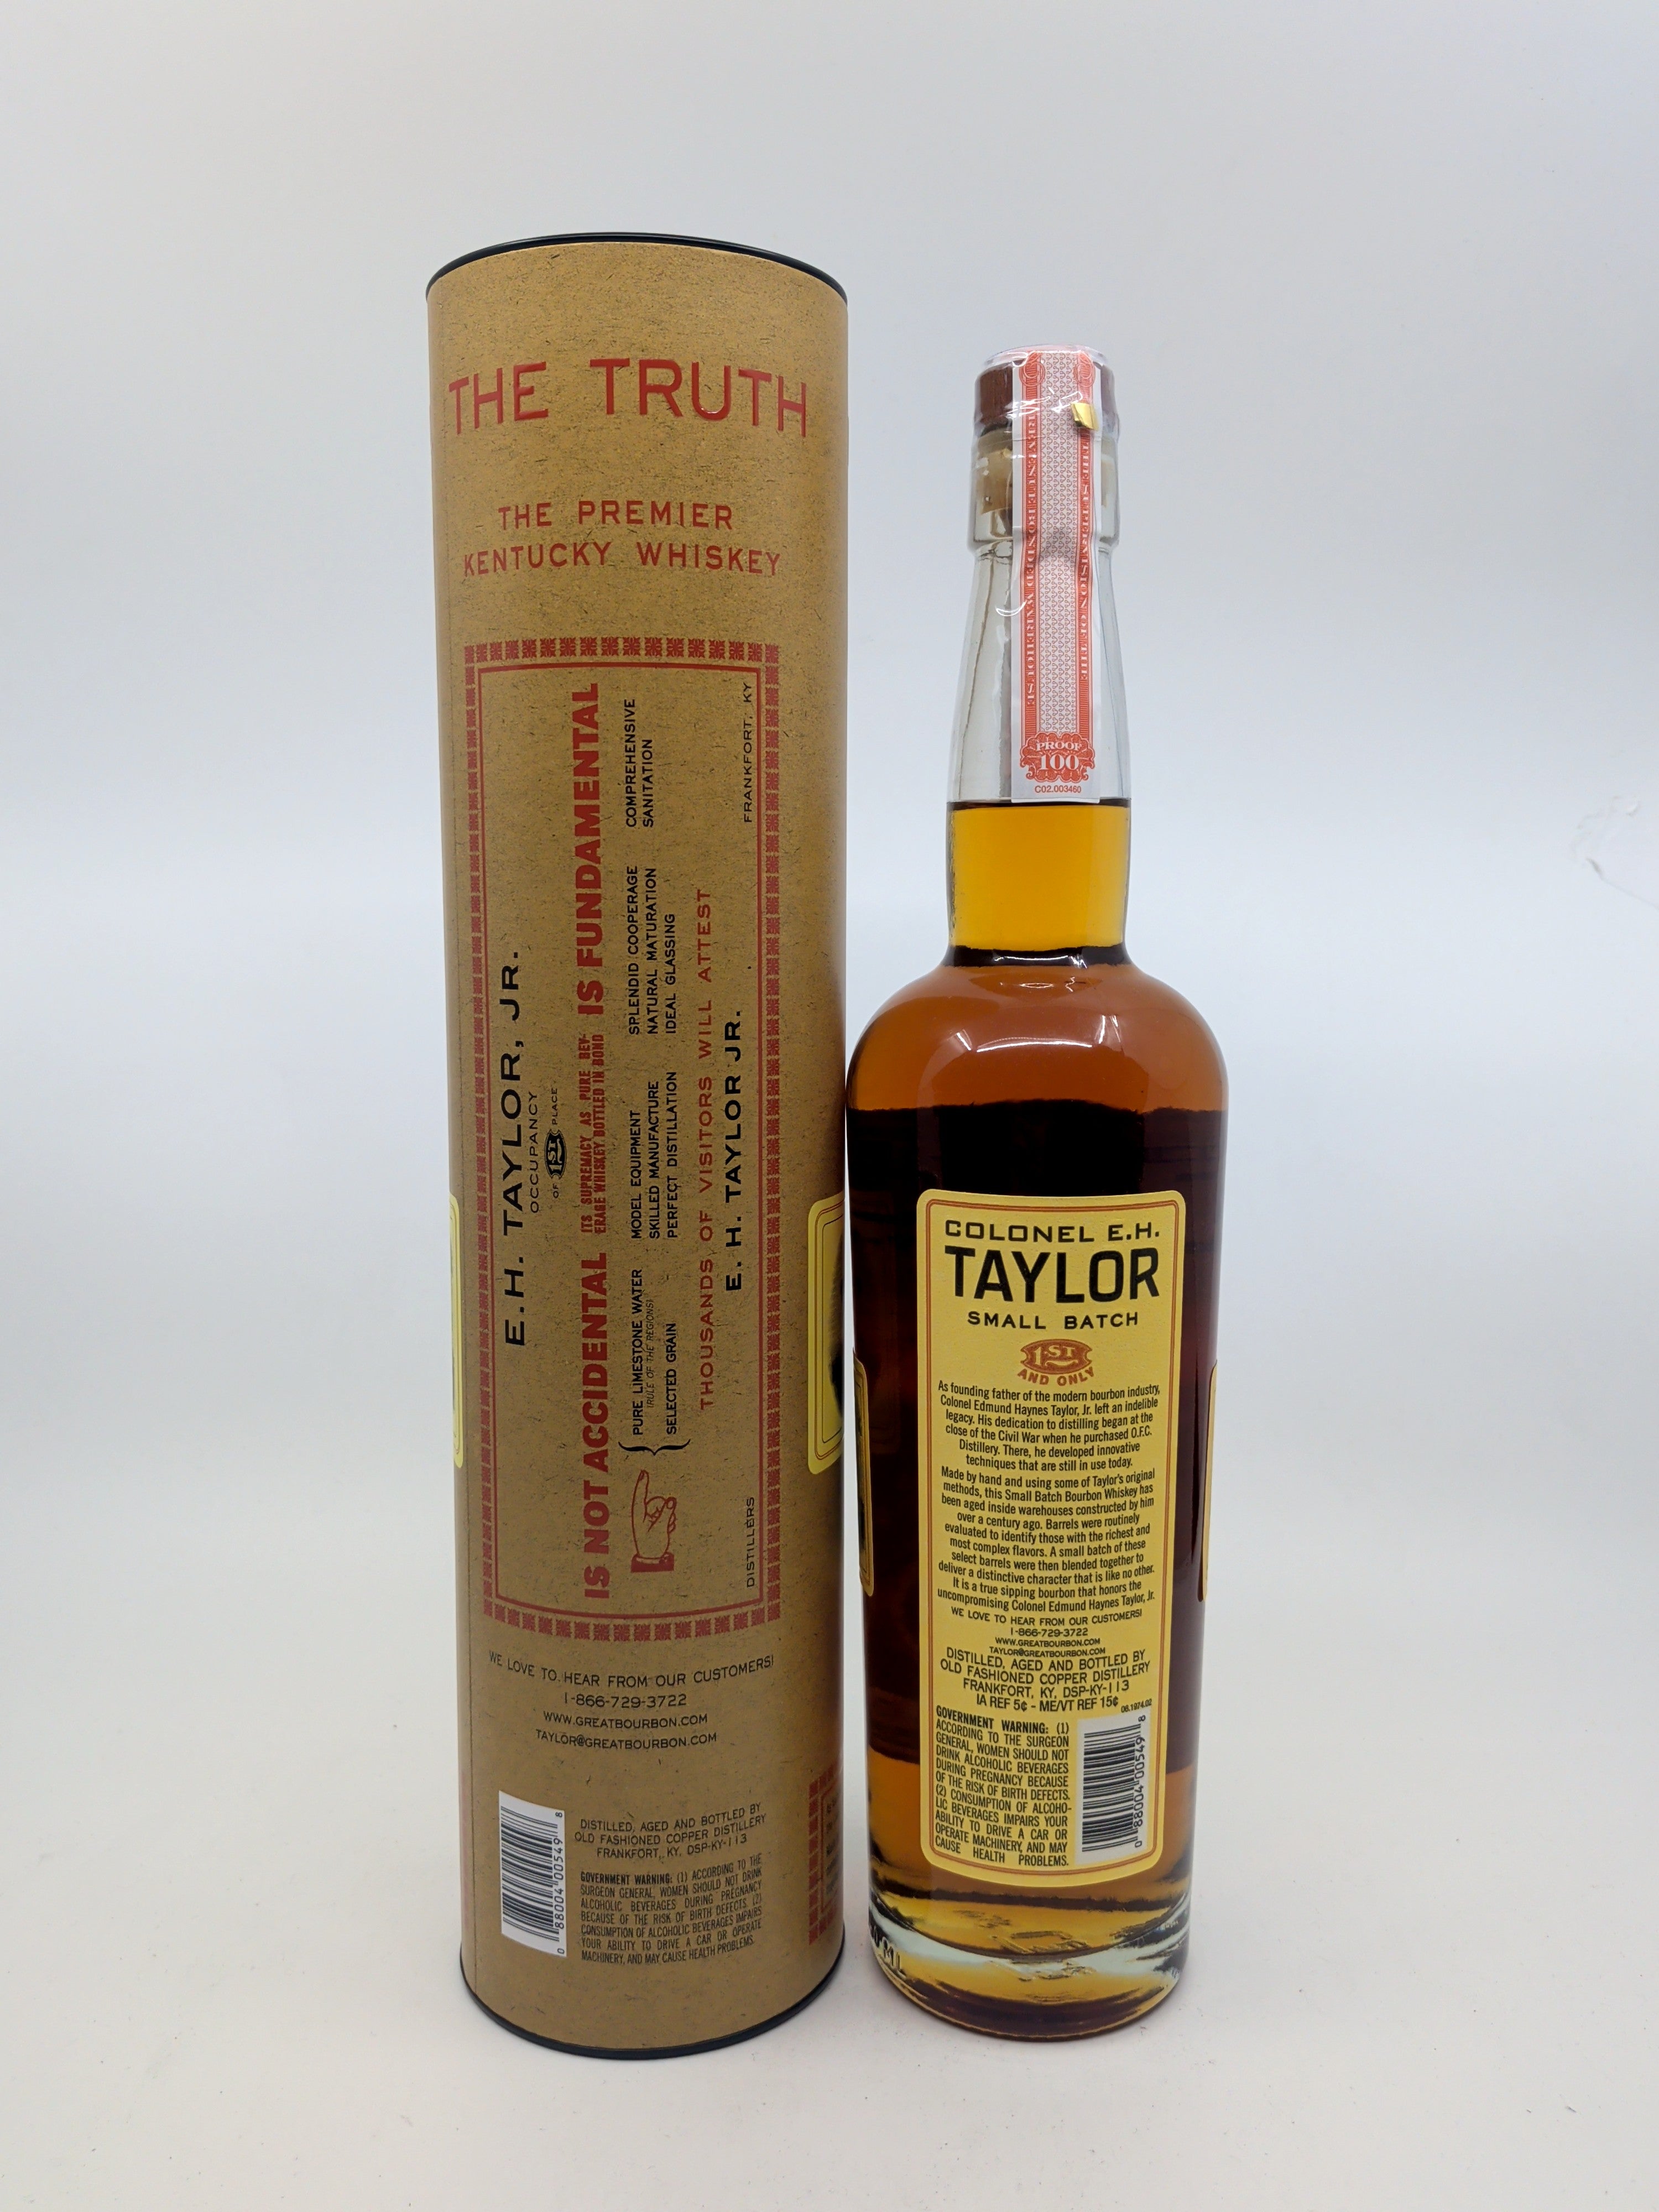 THE TRUTH
THE PREMIER
KENTUCKY WHISKEY
E.H. TAYLOR, JR.
OCCUPANCY
OF 1ST PLACE
IS NOT ACCIDENTAL
ITS SUPREMACY AS PURE BEV-
ERAGE WHISKEY BOTTLED IN BOND
IS FUNDAMENTAL
PURE LIMESTONE WATER
(RULE OF THE REGIONS)
SELECTED GRAIN
MODEL EQUIPMENT
SKILLED MANUFACTURE
PERFECT DISTILLATION
SPLENDID COOPERAGE
NATURAL MATURATION
IDEAL GLASSING
COMPREHENSIVE
SANITATION
THOUSANDS OF VISITORS WILL ATTEST
E. H. TAYLOR JR.
DISTILLERS
FRANKFORT, KY
WE LOVE TO HEAR FROM OUR CUSTOMERS!
1-866-729-3722
WWW.GREATBOURBON.COM
TAYLOR@GREATBOURBON.COM
0 88004 00549 8
DISTILLED, AGED AND BOTTLED BY
OLD FASHIONED COPPER DISTILLERY
FRANKFORT, KY, DSP-KY-113
GOVERNMENT WARNING: (1) ACCORDING TO THE
SURGEON GENERAL, WOMEN SHOULD NOT DRINK
ALCOHOLIC BEVERAGES DURING PREGNANCY
BECAUSE OF THE RISK OF BIRTH DEFECTS. (2)
CONSUMPTION OF ALCOHOLIC BEVERAGES IMPAIRS
YOUR ABILITY TO DRIVE A CAR OR OPERATE
MACHINERY, AND MAY CAUSE HEALTH PROBLEMS.
PROOF
100
C02.003460
COLONEL E.H.
TAYLOR
SMALL BATCH
1ST
AND ONLY
As founding father of the modern bourbon industry,
Colonel Edmund Haynes Taylor, Jr. left an indelible
legacy. His dedication to distilling began at the
close of the Civil War when he purchased O.F.C.
Distillery. There, he developed innovative
techniques that are still in use today.
Made by hand and using some of Taylor's original
methods, this Small Batch Bourbon Whiskey has
been aged inside warehouses constructed by him
over a century ago. Barrels were routinely
evaluated to identify those with the richest and
most complex flavors. A small batch of these
select barrels were then blended together to
deliver a distinctive character that is like no other.
It is a true sipping bourbon that honors the
uncompromising Colonel Edmund Haynes Taylor, Jr.
WE LOVE TO HEAR FROM OUR CUSTOMERS!
1-866-729-3722
WWW.GREATBOURBON.COM
TAYLOR@GREATBOURBON.COM
DISTILLED, AGED AND BOTTLED BY
OLD FASHIONED COPPER DISTILLERY
FRANKFORT, KY, DSP-KY-113
IA REF 5¢ - ME/VT REF 15¢
06.1974.02
GOVERNMENT WARNING: (1)
ACCORDING TO THE SURGEON
GENERAL, WOMEN SHOULD NOT
DRINK ALCOHOLIC BEVERAGES
DURING PREGNANCY BECAUSE
OF THE RISK OF BIRTH DEFECTS.
(2) CONSUMPTION OF ALCOHO-
LIC BEVERAGES IMPAIRS YOUR
ABILITY TO DRIVE A CAR OR
OPERATE MACHINERY, AND MAY
CAUSE HEALTH PROBLEMS.
0 88004 00549 8